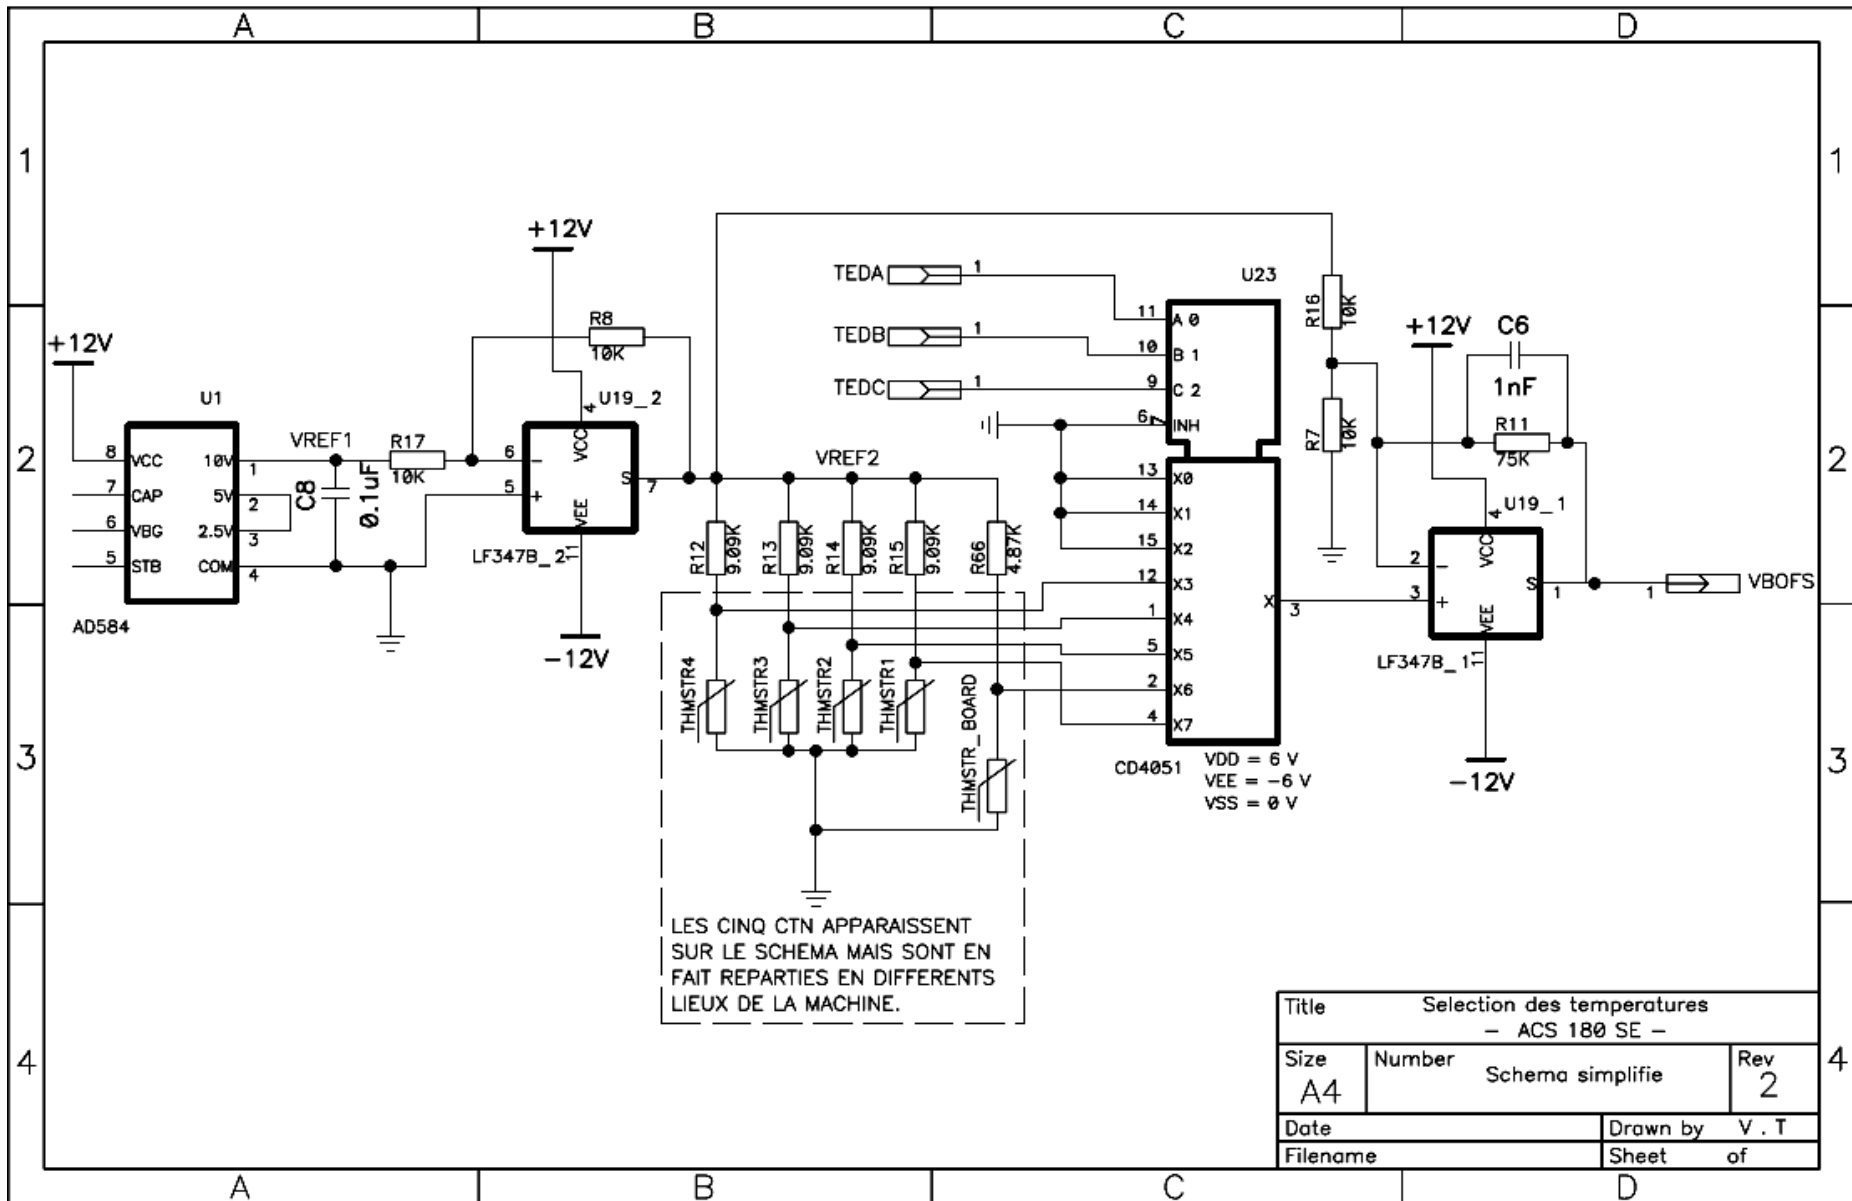 A B C D
1 1
+12V
TEDA 1
U23
R16 10K
R8
10K
+12V
TEDB 1
11 A 0
10 B 1
+12V C6
1nF
U1
U19_2
4
TEDC 1
9 C 2
6 7 INH
R7 10K
R11
75K
2 2
8 VCC 10V 1
VREF1
R17
10K
6 -
VCC
VREF2
13 X0
7 CAP 5V 2
C8 0.1uF
5 +
S 7
14 X1
U19_1
4
6 VBG 2.5V 3
VEE
15 X2
5 STB COM 4
LF347B_2
11
R12 9.09K
R13 9.09K
R14 9.09K
R15 9.09K
R66 4.87K
12 X3
2 -
VCC
S 1
1 VBOFS
AD584
-12V
X 3
3 +
VEE
1 X4
5 X5
LF347B_1
11
THMSTR4
THMSTR3
THMSTR2
THMSTR1
THMSTR_BOARD
2 X6
4 X7
3 3
CD4051
VDD = 6 V
VEE = -6 V
VSS = 0 V
-12V
LES CINQ CTN APPARAISSENT
SUR LE SCHEMA MAIS SONT EN
FAIT REPARTIES EN DIFFERENTS
LIEUX DE LA MACHINE.
4 4
Title Selection des temperatures
- ACS 180 SE -
Size Number Rev
A4 Schema simplifie 2
Date Drawn by V . T
Filename Sheet of
A B C D